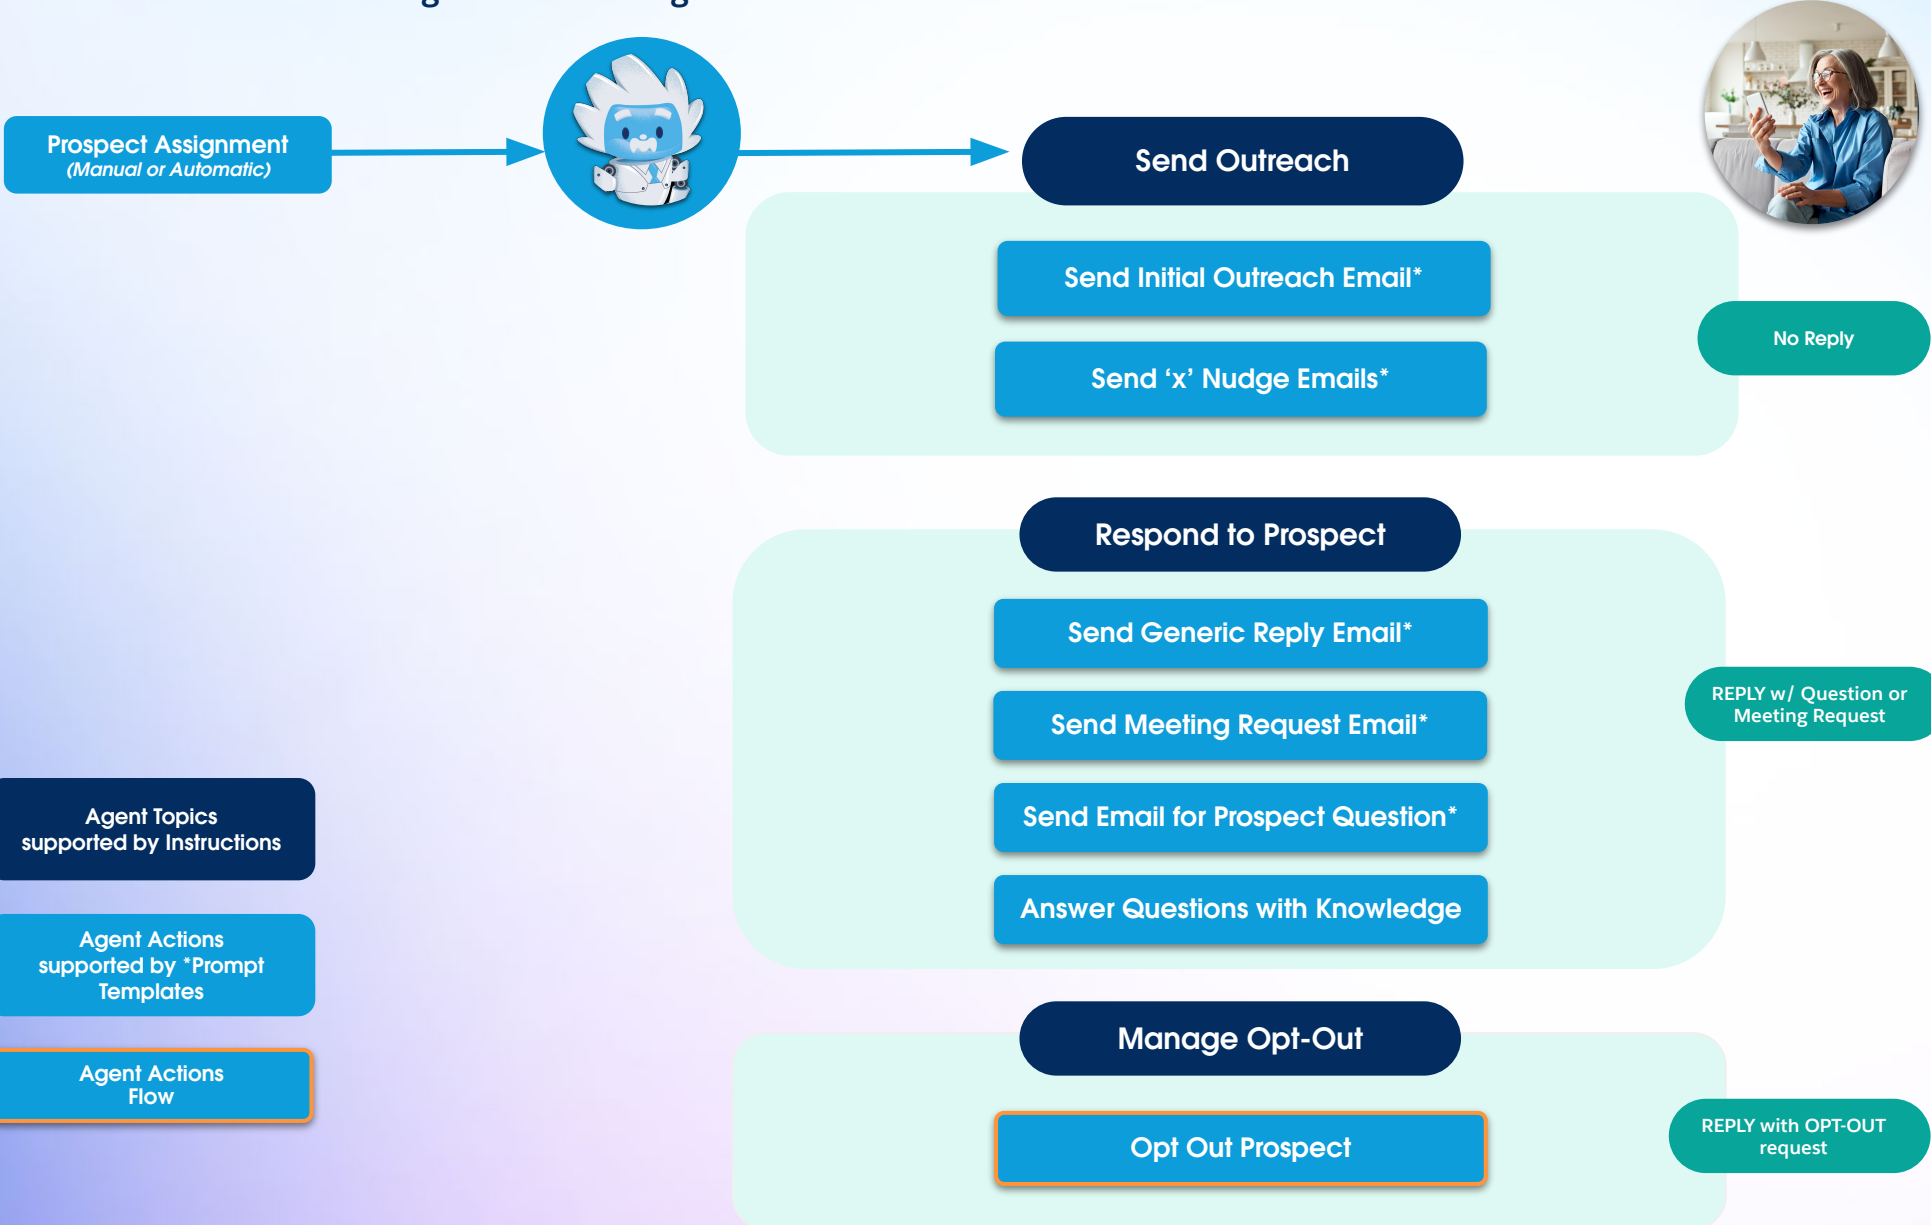 Prospect Assignment
(Manual or Automatic)
Send Outreach
Send Initial Outreach Email*
Send ‘x’ Nudge Emails*
No Reply
Respond to Prospect
Send Generic Reply Email*
Send Meeting Request Email*
Send Email for Prospect Question*
Answer Questions with Knowledge
REPLY w/ Question or
Meeting Request
Agent Topics
supported by Instructions
Agent Actions
supported by *Prompt
Templates
Agent Actions
Flow
Manage Opt-Out
Opt Out Prospect
REPLY with OPT-OUT
request